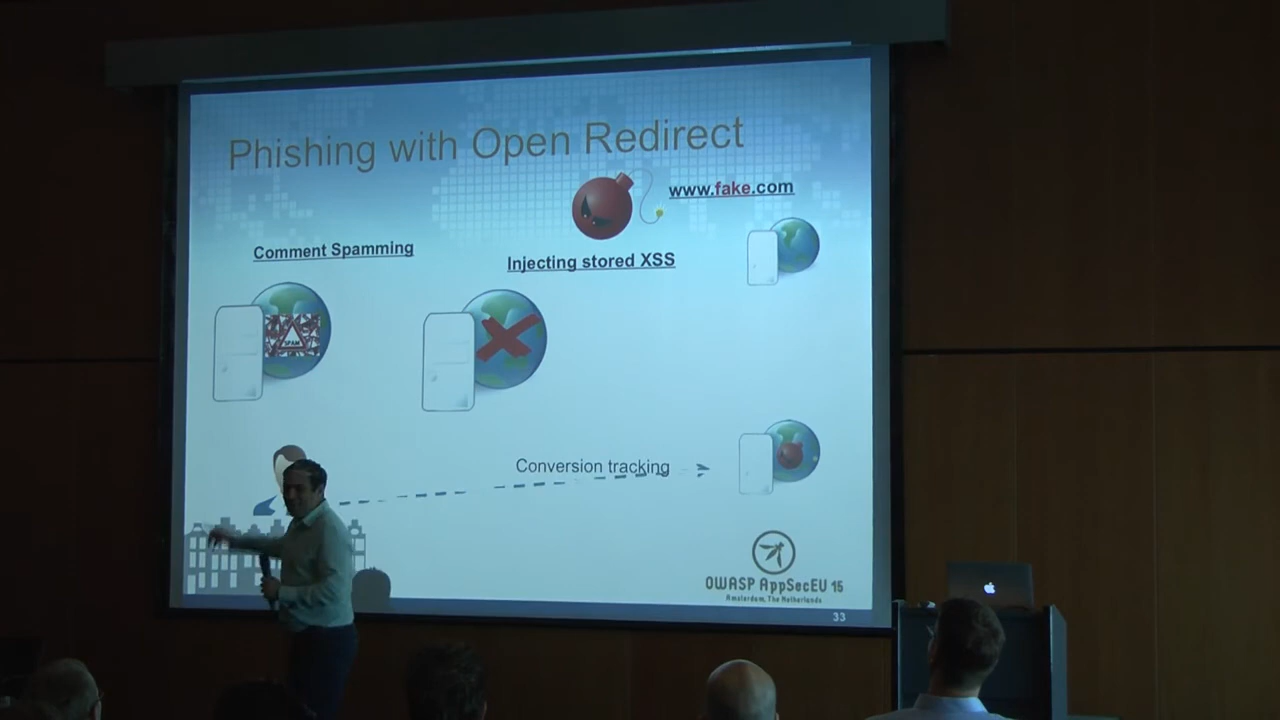 Phishing with Open Redirect
www.fake.com
Comment Spamming
Injecting stored XSS
SPAM
Conversion tracking
OWASP AppSecEU 15
Amsterdam, The Netherlands
33